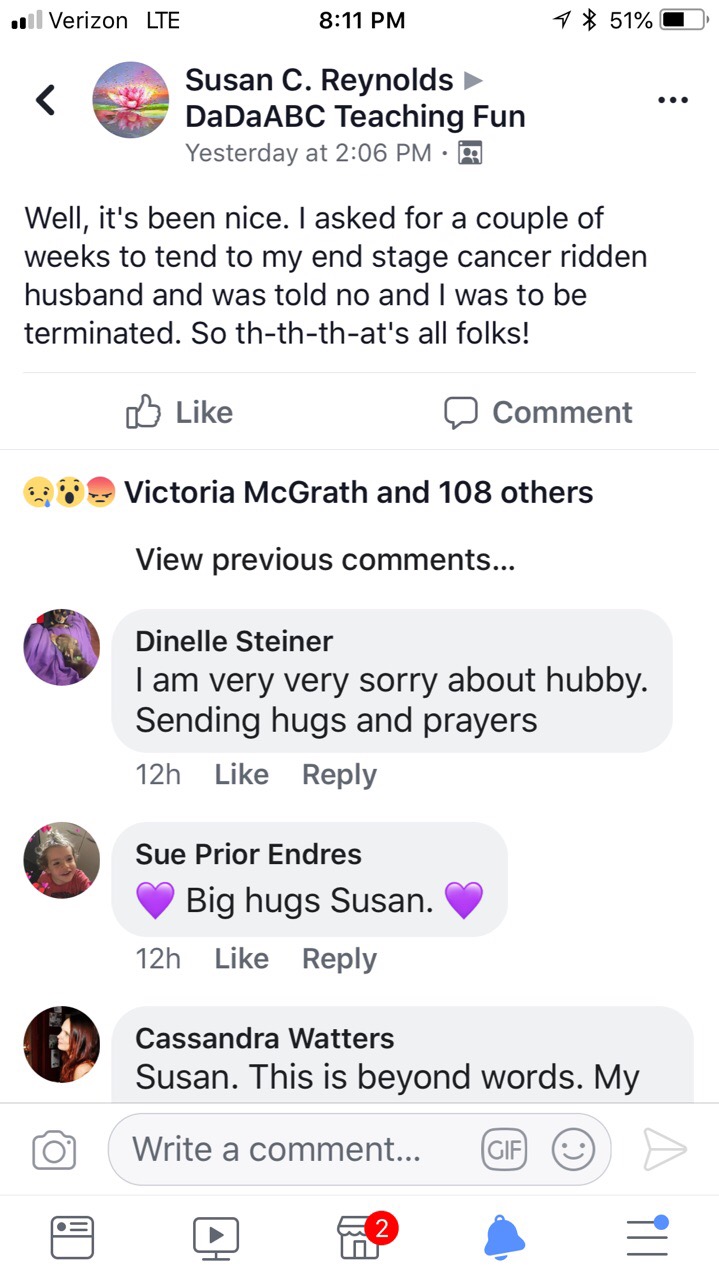 Verizon LTE 8:11 PM 51%
Susan C. Reynolds ▶
DaDaABC Teaching Fun
Yesterday at 2:06 PM ·
Well, it's been nice. I asked for a couple of
weeks to tend to my end stage cancer ridden
husband and was told no and I was to be
terminated. So th-th-th-at's all folks!
Like Comment
😢😮😡 Victoria McGrath and 108 others
View previous comments...
Dinelle Steiner
I am very very sorry about hubby.
Sending hugs and prayers
12h Like Reply
Sue Prior Endres
💜 Big hugs Susan. 💜
12h Like Reply
Cassandra Watters
Susan. This is beyond words. My
Write a comment... GIF
2